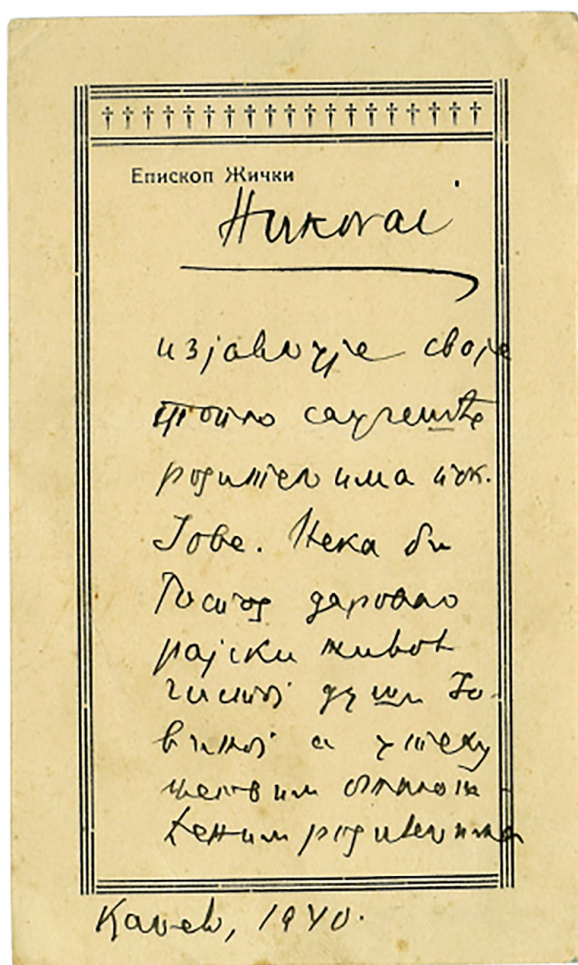 Епископ Жички
Николај
изјављује своје
топло саучешће
родитељима пок.
Јове. Нека би
Господ даровао
рајски живот
чистој души Јо-
виној а утеху
његовим ожалош-
ћеним родитељима
1940.